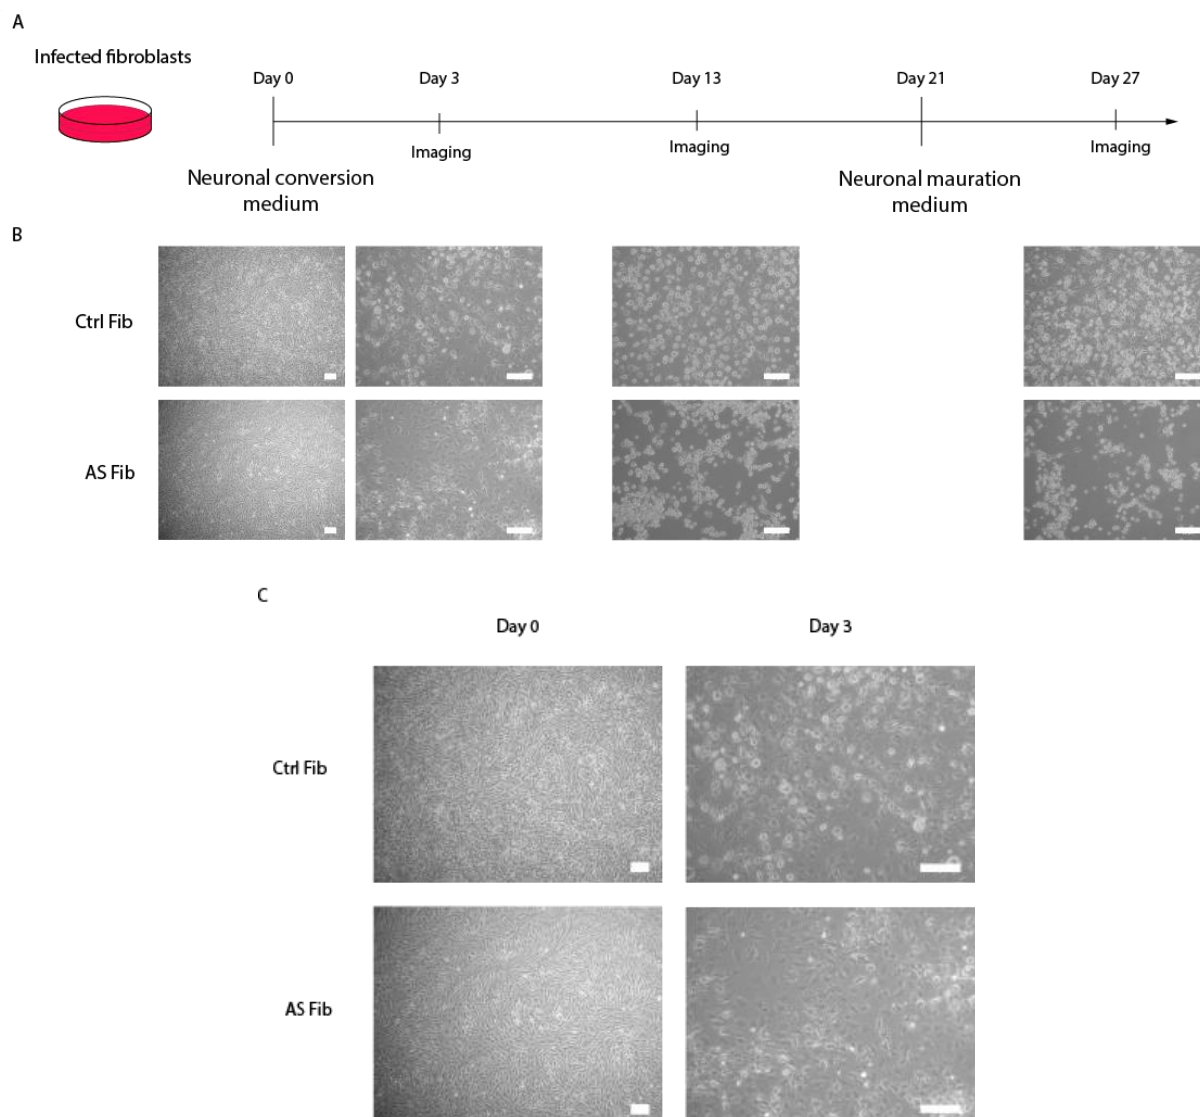 A
Infected fibroblasts
Day 0
Day 3
Day 13
Day 21
Day 27
Imaging
Imaging
Imaging
Neuronal conversion
medium
Neuronal mauration
medium
B
Ctrl Fib
AS Fib
C
Day 0
Day 3
Ctrl Fib
AS Fib